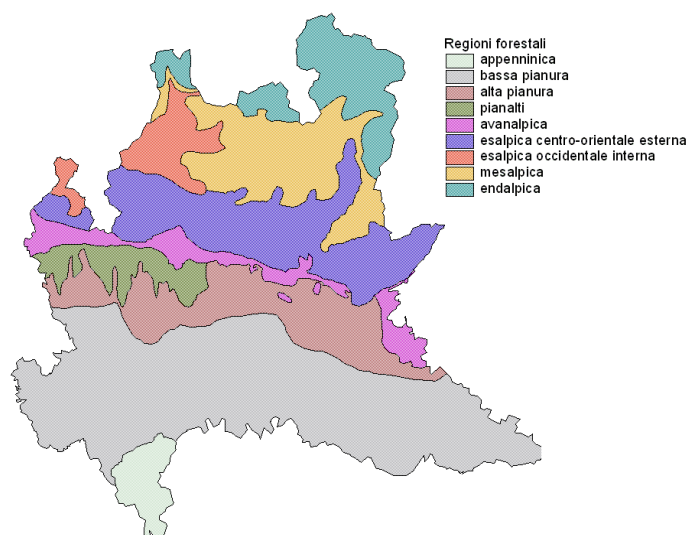 Regioni forestali
appenninica
bassa pianura
alta pianura
pianalti
avanalpica
esalpica centro-orientale esterna
esalpica occidentale interna
mesalpica
endalpica